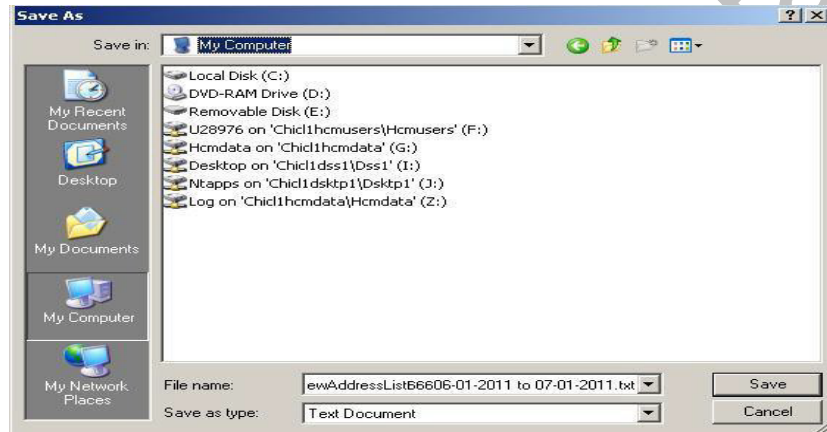 Save As
Save in: My Computer
Local Disk (C:)
DVD-RAM Drive (D:)
Removable Disk (E:)
U28976 on 'Chicl1hcmusers\Hcmusers' (F:)
Hcmdata on 'Chicl1hcmdata' (G:)
Desktop on 'Chicl1dss1\Dss1' (I:)
Ntapps on 'Chicl1dsktp1\Dsktp1' (J:)
Log on 'Chicl1hcmdata\Hcmdata' (Z:)
My Recent
Documents
Desktop
My Documents
My Computer
My Network
Places
File name: ewAddressList66606-01-2011 to 07-01-2011.txt
Save
Save as type: Text Document
Cancel